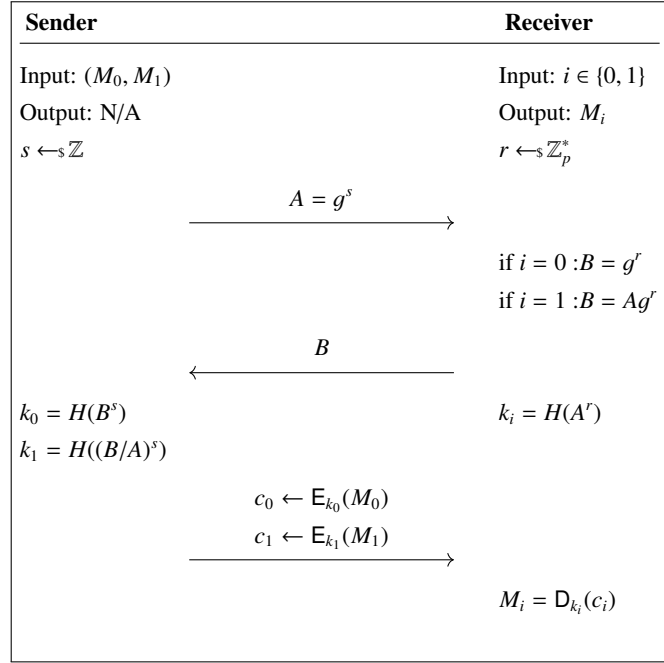 Sender Receiver
Input: (M₀, M₁) Input: i ∈ {0, 1}
Output: N/A Output: Mᵢ
s ←$ ℤ r ←$ ℤ*ₚ
A = gˢ
if i = 0 :B = gʳ
if i = 1 :B = Agʳ
B
k₀ = H(Bˢ) kᵢ = H(Aʳ)
k₁ = H((B/A)ˢ)
c₀ ← E_{k₀}(M₀)
c₁ ← E_{k₁}(M₁)
Mᵢ = D_{kᵢ}(cᵢ)